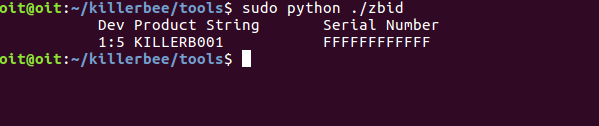 oit@oit:~/killerbee/tools$ sudo python ./zbid
Dev Product String Serial Number
1:5 KILLERB001 FFFFFFFFFFFF
oit@oit:~/killerbee/tools$